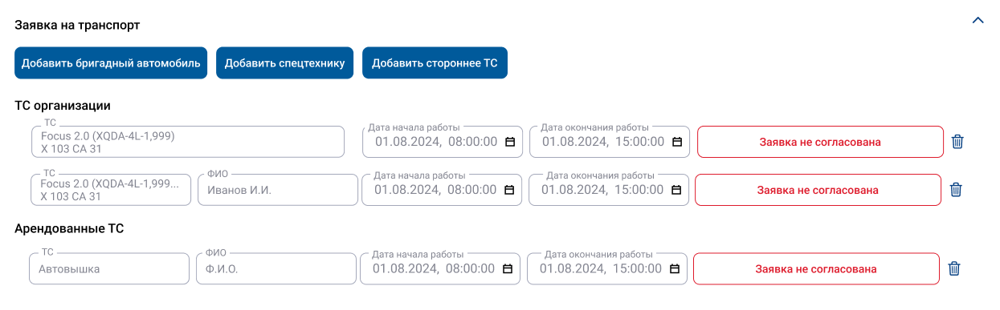 Заявка на транспорт
Добавить бригадный автомобиль
Добавить спецтехнику
Добавить стороннее ТС
ТС организации
ТС
Focus 2.0 (XQDA-4L-1,999)
X 103 CA 31
Дата начала работы
01.08.2024, 08:00:00
Дата окончания работы
01.08.2024, 15:00:00
Заявка не согласована
ТС
Focus 2.0 (XQDA-4L-1,999...
X 103 CA 31
ФИО
Иванов И.И.
Дата начала работы
01.08.2024, 08:00:00
Дата окончания работы
01.08.2024, 15:00:00
Заявка не согласована
Арендованные ТС
ТС
Автовышка
ФИО
Ф.И.О.
Дата начала работы
01.08.2024, 08:00:00
Дата окончания работы
01.08.2024, 15:00:00
Заявка не согласована